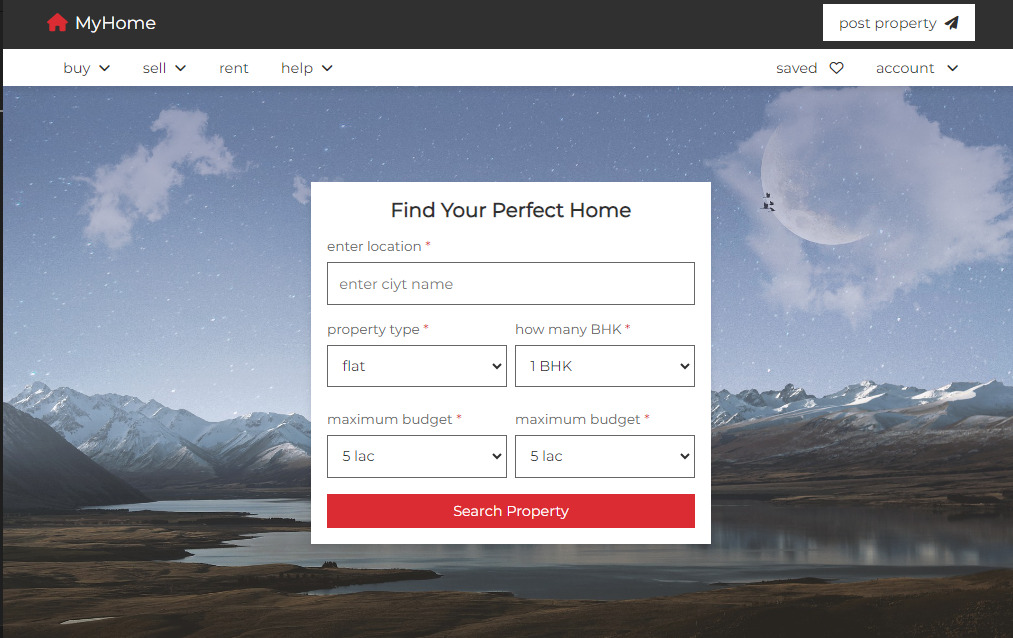 MyHome
post property
buy sell rent help saved account
Find Your Perfect Home
enter location *
enter ciyt name
property type * how many BHK *
flat 1 BHK
maximum budget * maximum budget *
5 lac 5 lac
Search Property